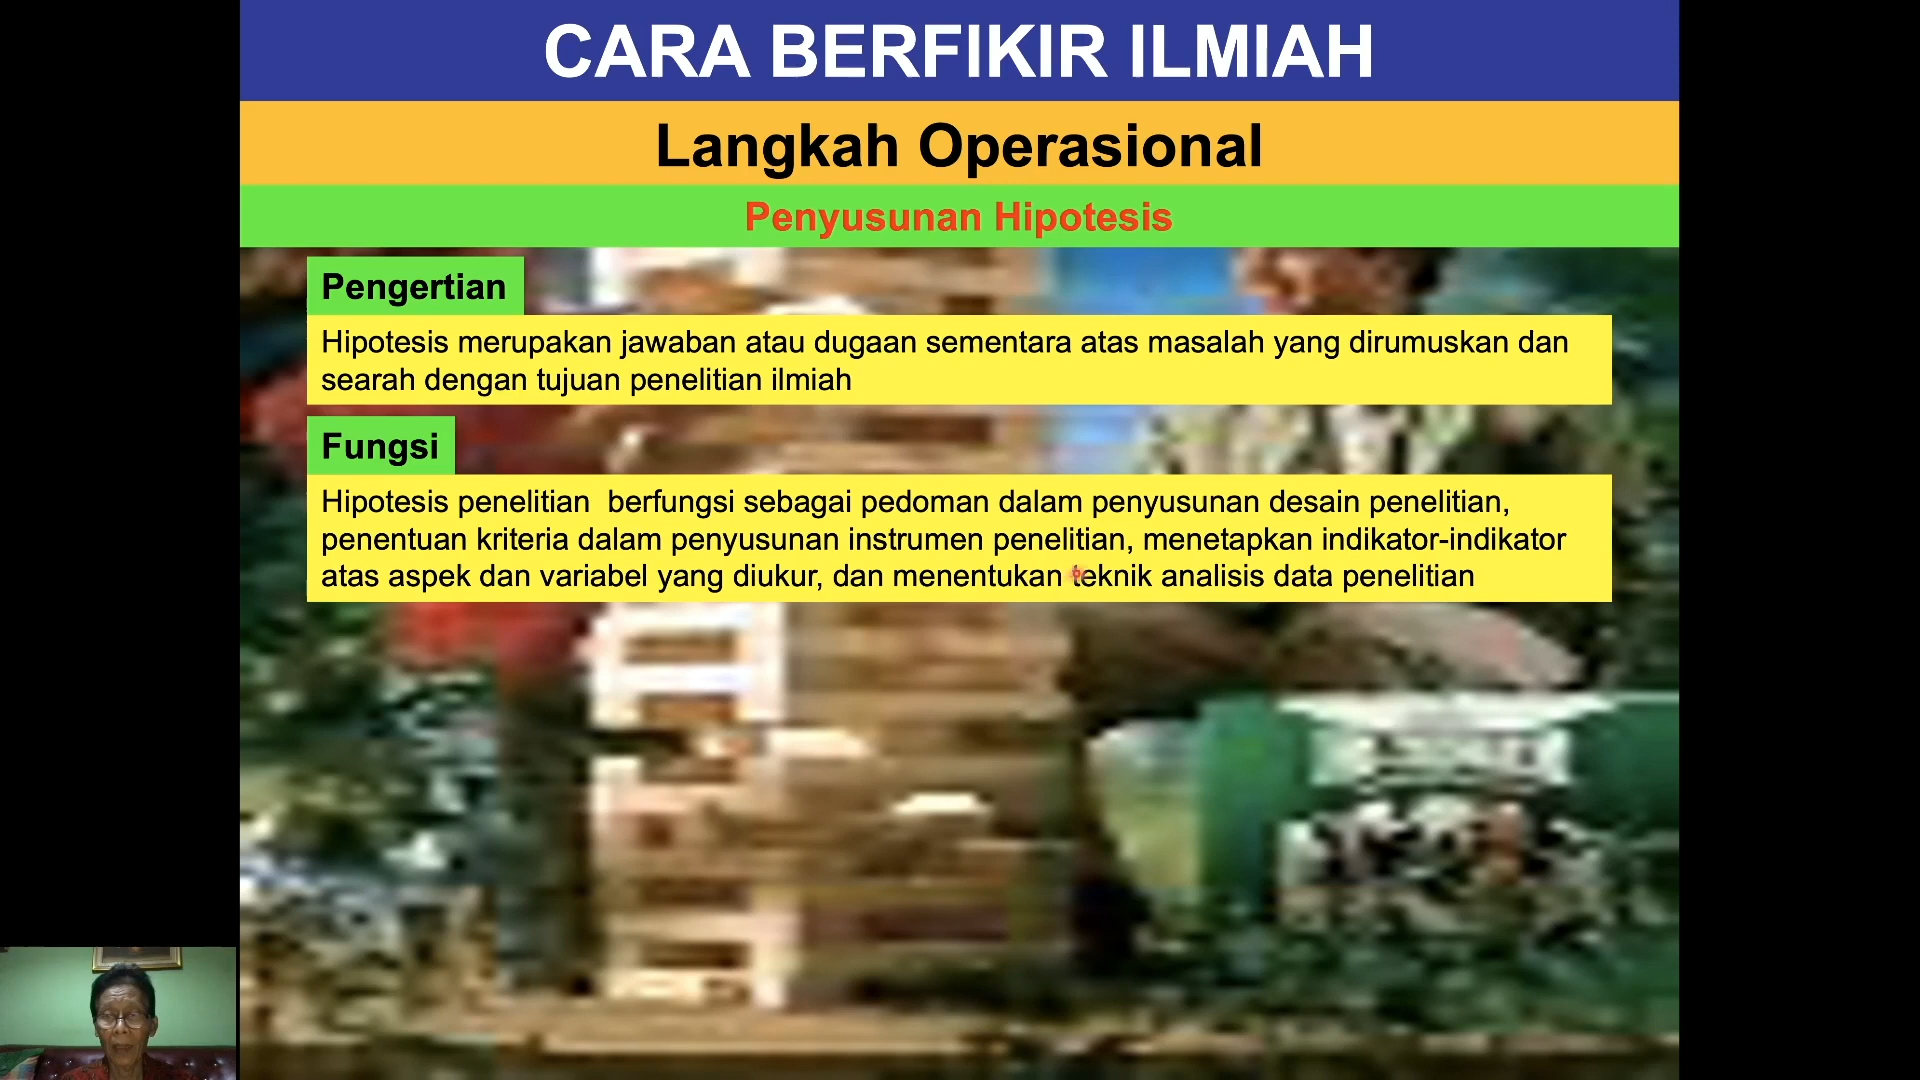 CARA BERFIKIR ILMIAH
Langkah Operasional
Penyusunan Hipotesis
Pengertian
Hipotesis merupakan jawaban atau dugaan sementara atas masalah yang dirumuskan dan
searah dengan tujuan penelitian ilmiah
Fungsi
Hipotesis penelitian  berfungsi sebagai pedoman dalam penyusunan desain penelitian,
penentuan kriteria dalam penyusunan instrumen penelitian, menetapkan indikator-indikator
atas aspek dan variabel yang diukur, dan menentukan teknik analisis data penelitian